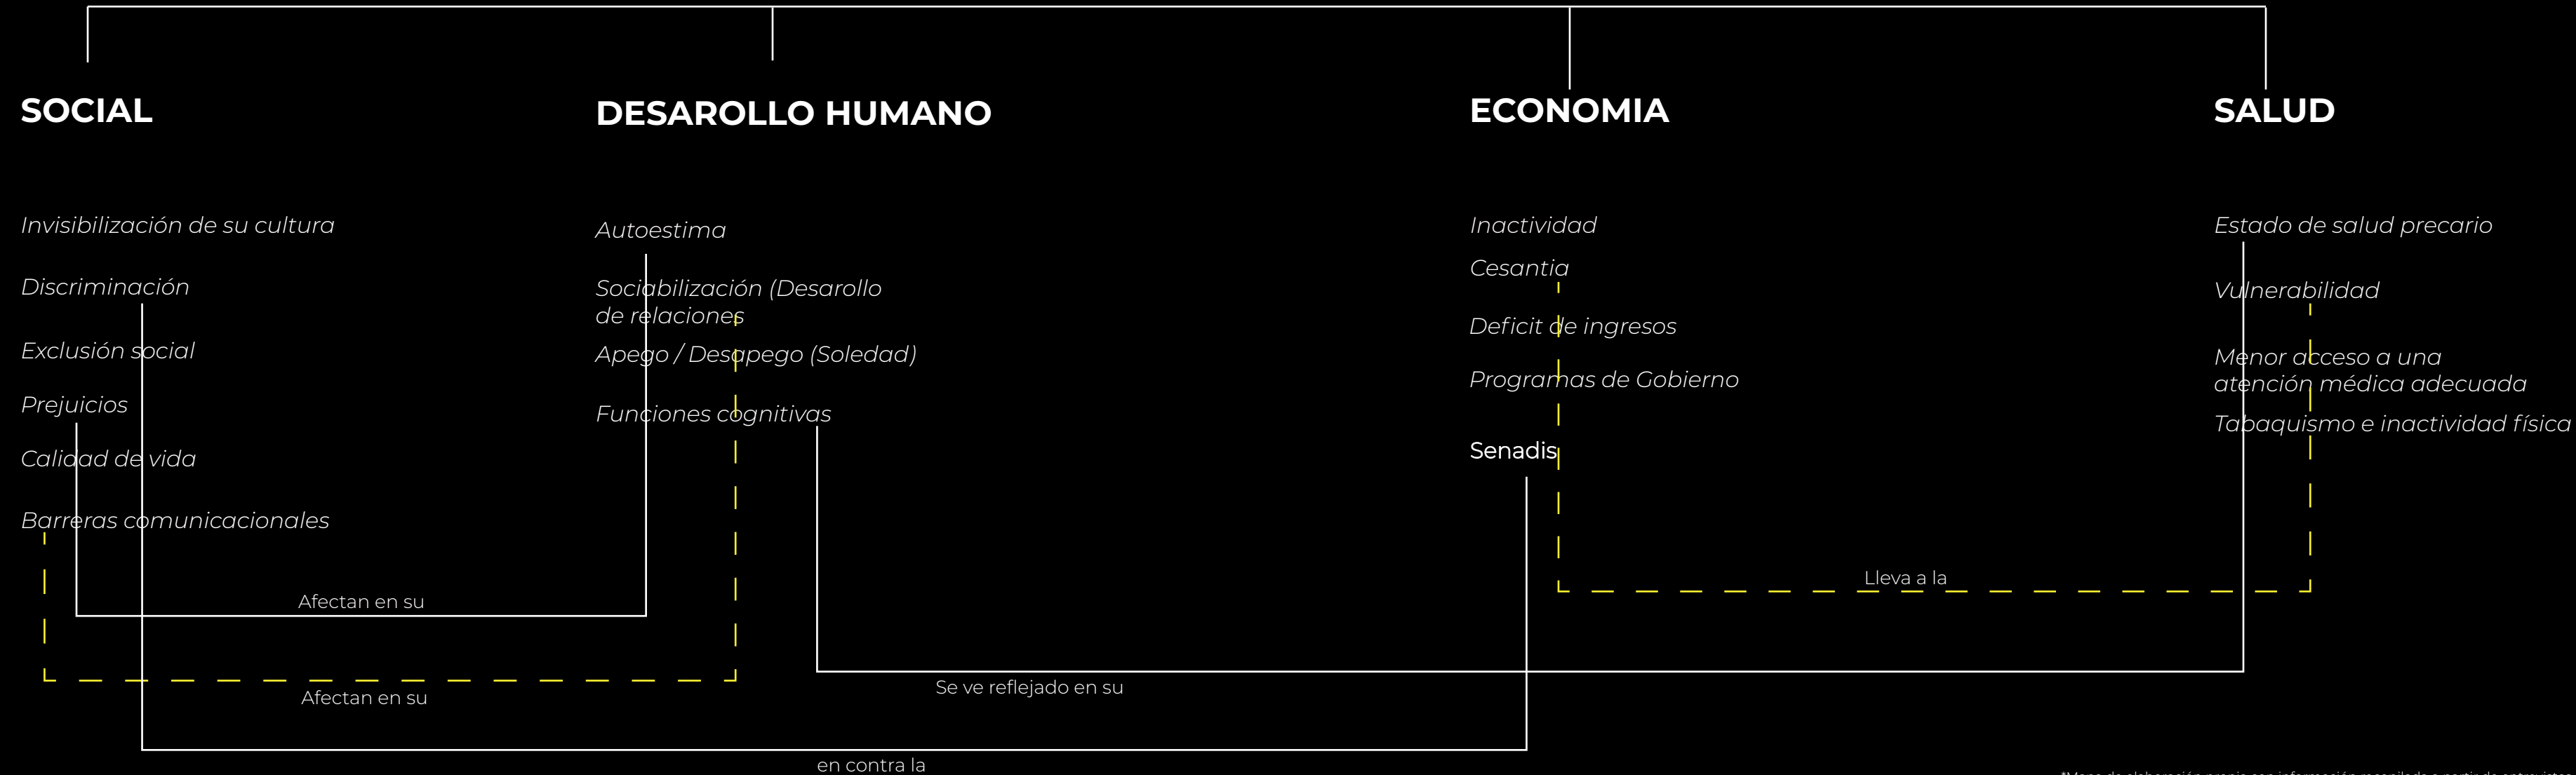 SOCIAL
Invisibilización de su cultura
Discriminación
Exclusión social
Prejuicios
Calidad de vida
Barreras comunicacionales
DESAROLLO HUMANO
Autoestima
Sociabilización (Desarollo
de relaciones
Apego / Desapego (Soledad)
Funciones cognitivas
ECONOMIA
Inactividad
Cesantia
Deficit de ingresos
Programas de Gobierno
Senadis
SALUD
Estado de salud precario
Vulnerabilidad
Menor acceso a una
atención médica adecuada
Tabaquismo e inactividad física
Lleva a la
Afectan en su
Se ve reflejado en su
Afectan en su
en contra la